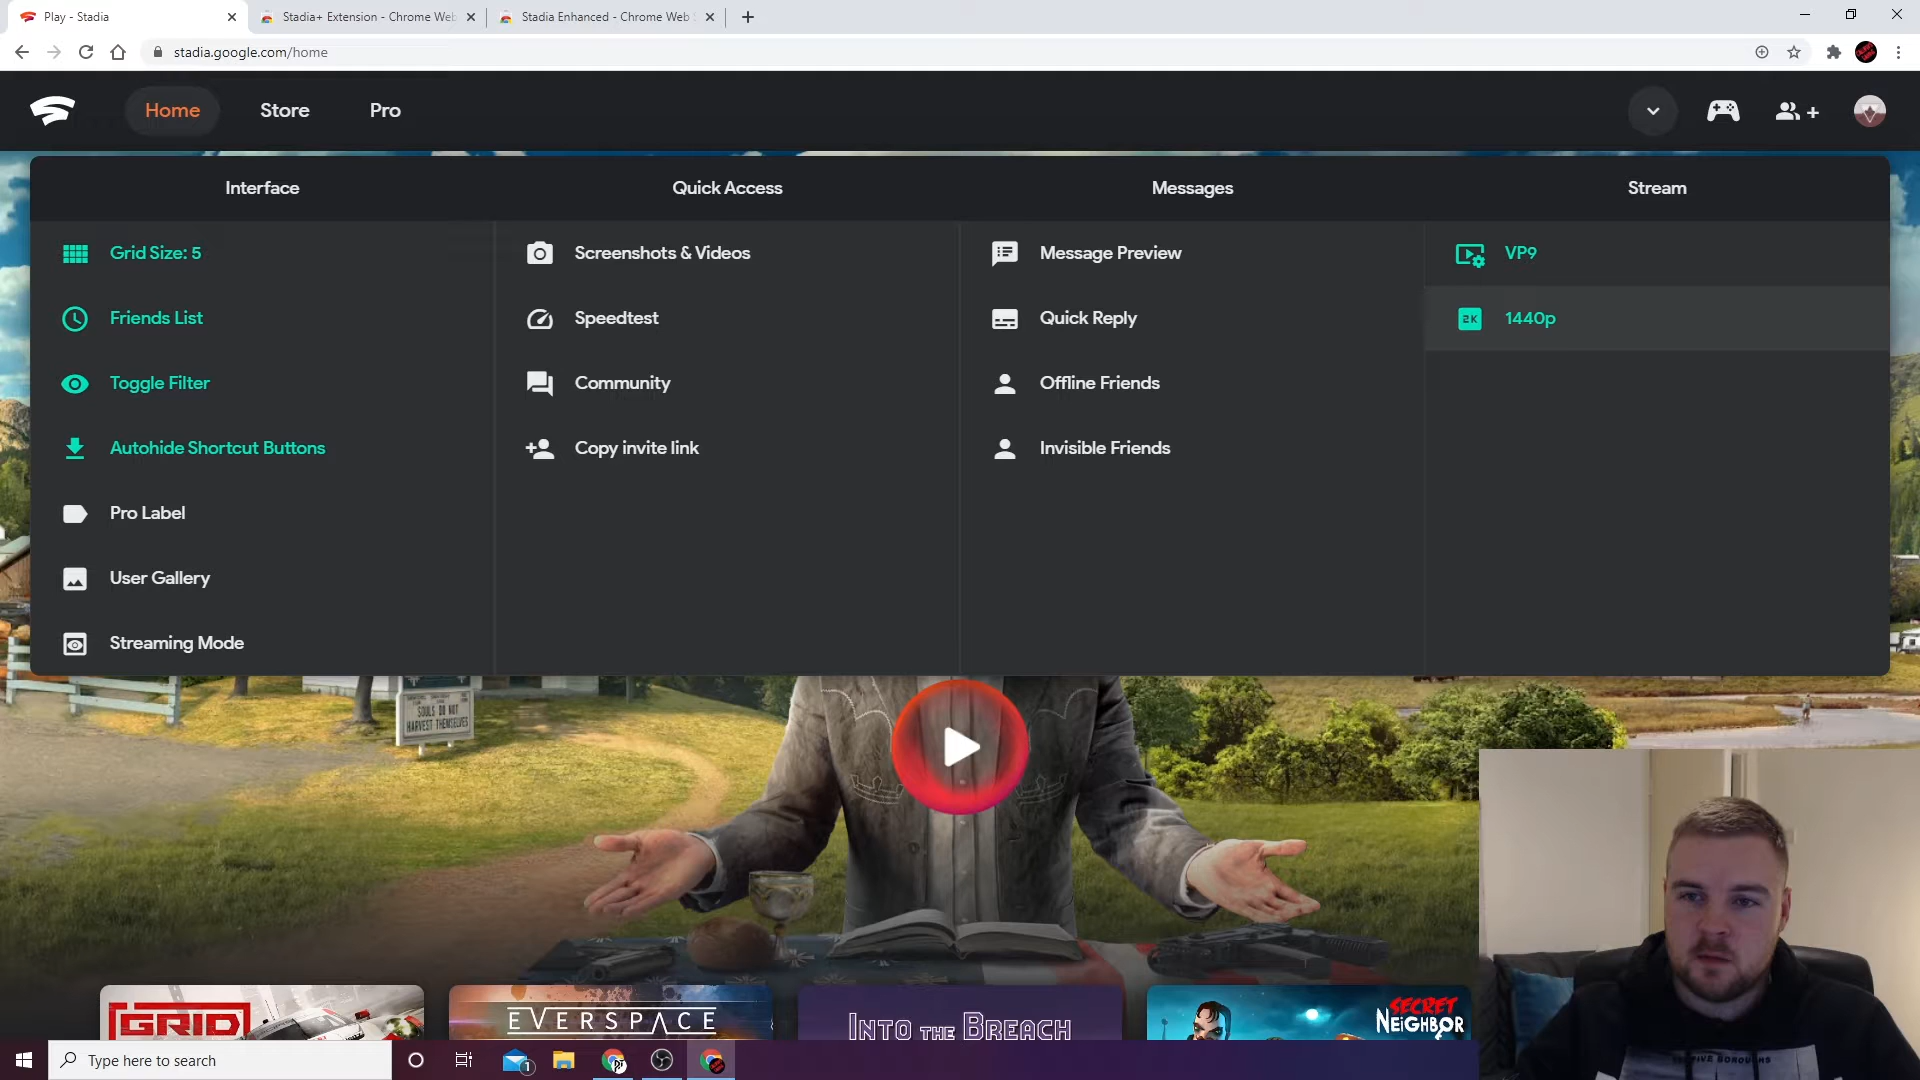 Play - Stadia
Stadia+ Extension - Chrome Web
Stadia Enhanced - Chrome Web S
stadia.google.com/home
Home
Store
Pro
Interface
Quick Access
Messages
Stream
Grid Size: 5
Screenshots & Videos
Message Preview
VP9
Friends List
Speedtest
Quick Reply
2K
1440p
Toggle Filter
Community
Offline Friends
Autohide Shortcut Buttons
Copy invite link
Invisible Friends
Pro Label
User Gallery
Streaming Mode
SOULS DO NOT
HARVEST THEMSELVES
GRID
EVERSPACE
INTO THE BREACH
SECRET
NEIGHBOR
FIVE BOROUGHS
Type here to search
1